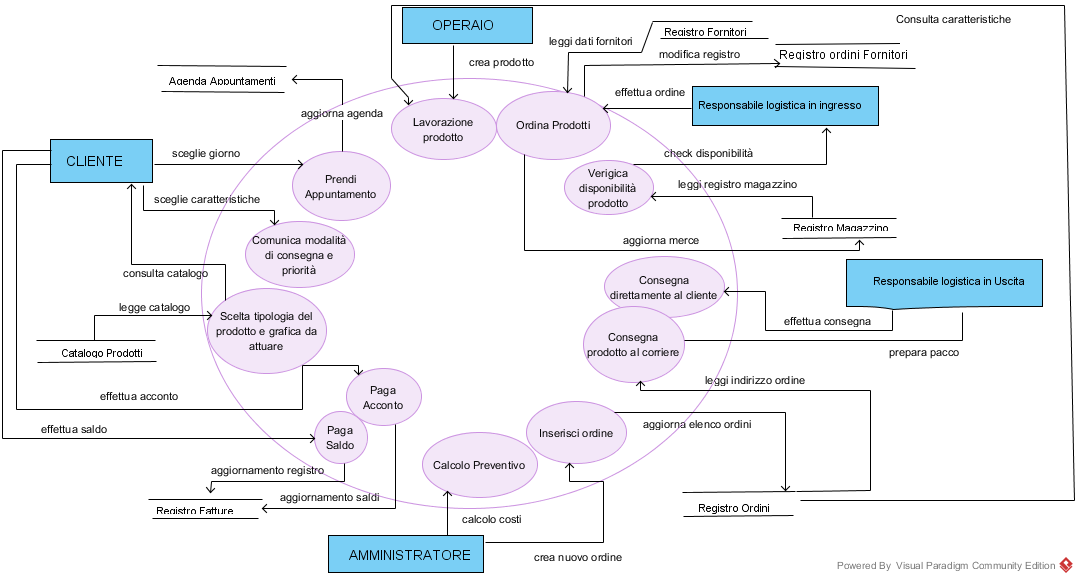 OPERAIO
Consulta caratteristiche
leggi dati fornitori
Registro Fornitori
modifica registro
Registro ordini Fornitori
crea prodotto
Agenda Appuntamenti
aggiorna agenda
effettua ordine
Responsabile logistica in ingresso
Lavorazione
prodotto
Ordina Prodotti
CLIENTE
sceglie giorno
check disponibilità
Prendi
Appuntamento
Verigica
disponibilità
prodotto
leggi registro magazzino
sceglie caratteristiche
Registro Magazzino
Comunica modalità
di consegna e
priorità
aggiorna merce
consulta catalogo
Consegna
direttamente al cliente
Responsabile logistica in Uscita
legge catalogo
Scelta tipologia del
prodotto e grafica da
attuare
effettua consegna
Consegna
prodotto al corriere
Catalogo Prodotti
prepara pacco
leggi indirizzo ordine
effettua acconto
Paga
Acconto
effettua saldo
Paga
Saldo
Inserisci ordine
aggiorna elenco ordini
Calcolo Preventivo
aggiornamento registro
aggiornamento saldi
Registro Fatture
Registro Ordini
calcolo costi
AMMINISTRATORE
crea nuovo ordine
Powered By Visual Paradigm Community Edition